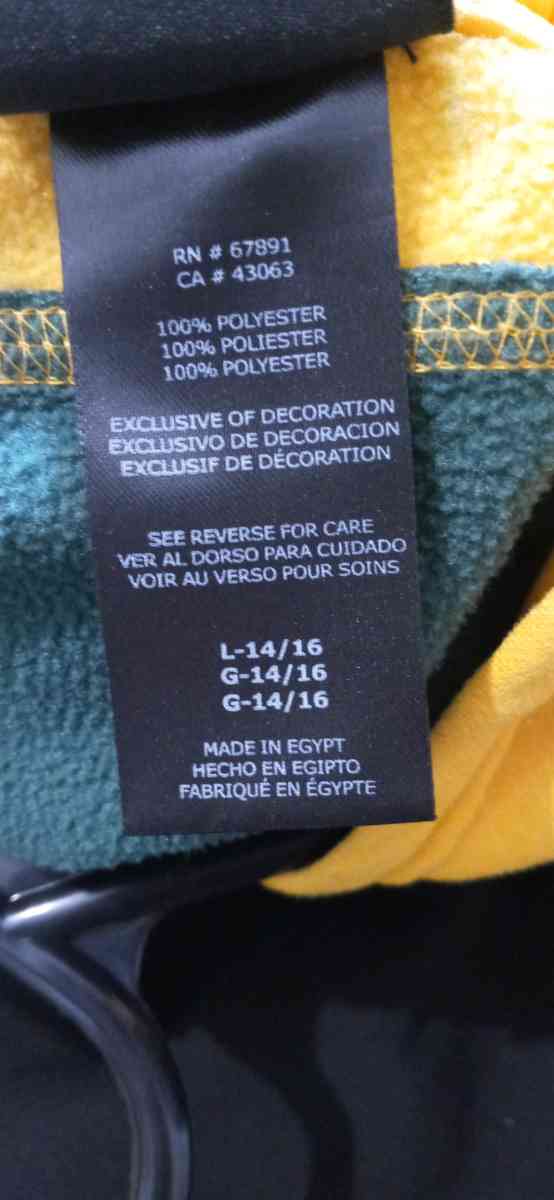 RN # 67891
CA # 43063
100% POLYESTER
100% POLIESTER
100% POLYESTER
EXCLUSIVE OF DECORATION
EXCLUSIVO DE DECORACION
EXCLUSIF DE DÉCORATION
SEE REVERSE FOR CARE
VER AL DORSO PARA CUIDADO
VOIR AU VERSO POUR SOINS
L-14/16
G-14/16
G-14/16
MADE IN EGYPT
HECHO EN EGIPTO
FABRIQUÉ EN ÉGYPTE